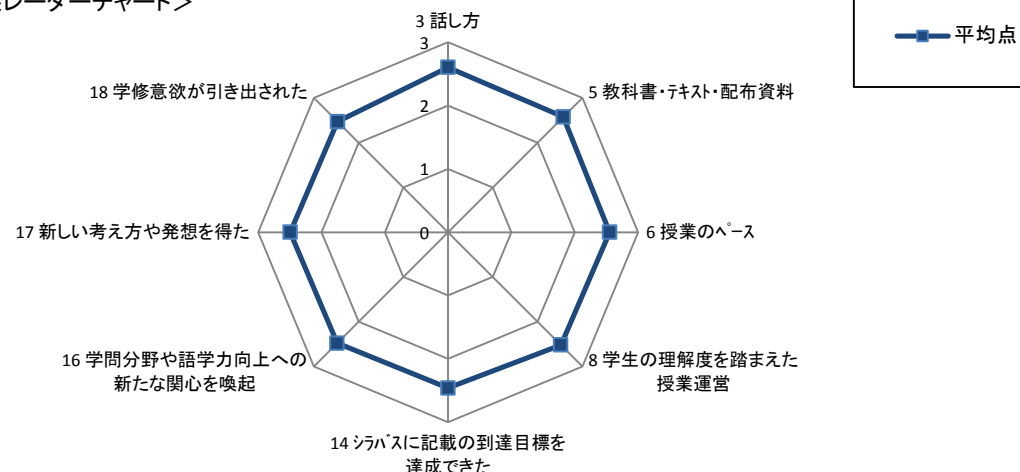 レーダーチャート＞
3 話し方
平均点
3
18 学修意欲が引き出された
5 教科書・ﾃｷｽﾄ・配布資料
2
1
17 新しい考え方や発想を得た
0
6 授業のﾍﾟｰｽ
16 学問分野や語学力向上への
新たな関心を喚起
8 学生の理解度を踏まえた
授業運営
14 ｼﾗﾊﾞｽに記載の到達目標を
達成できた